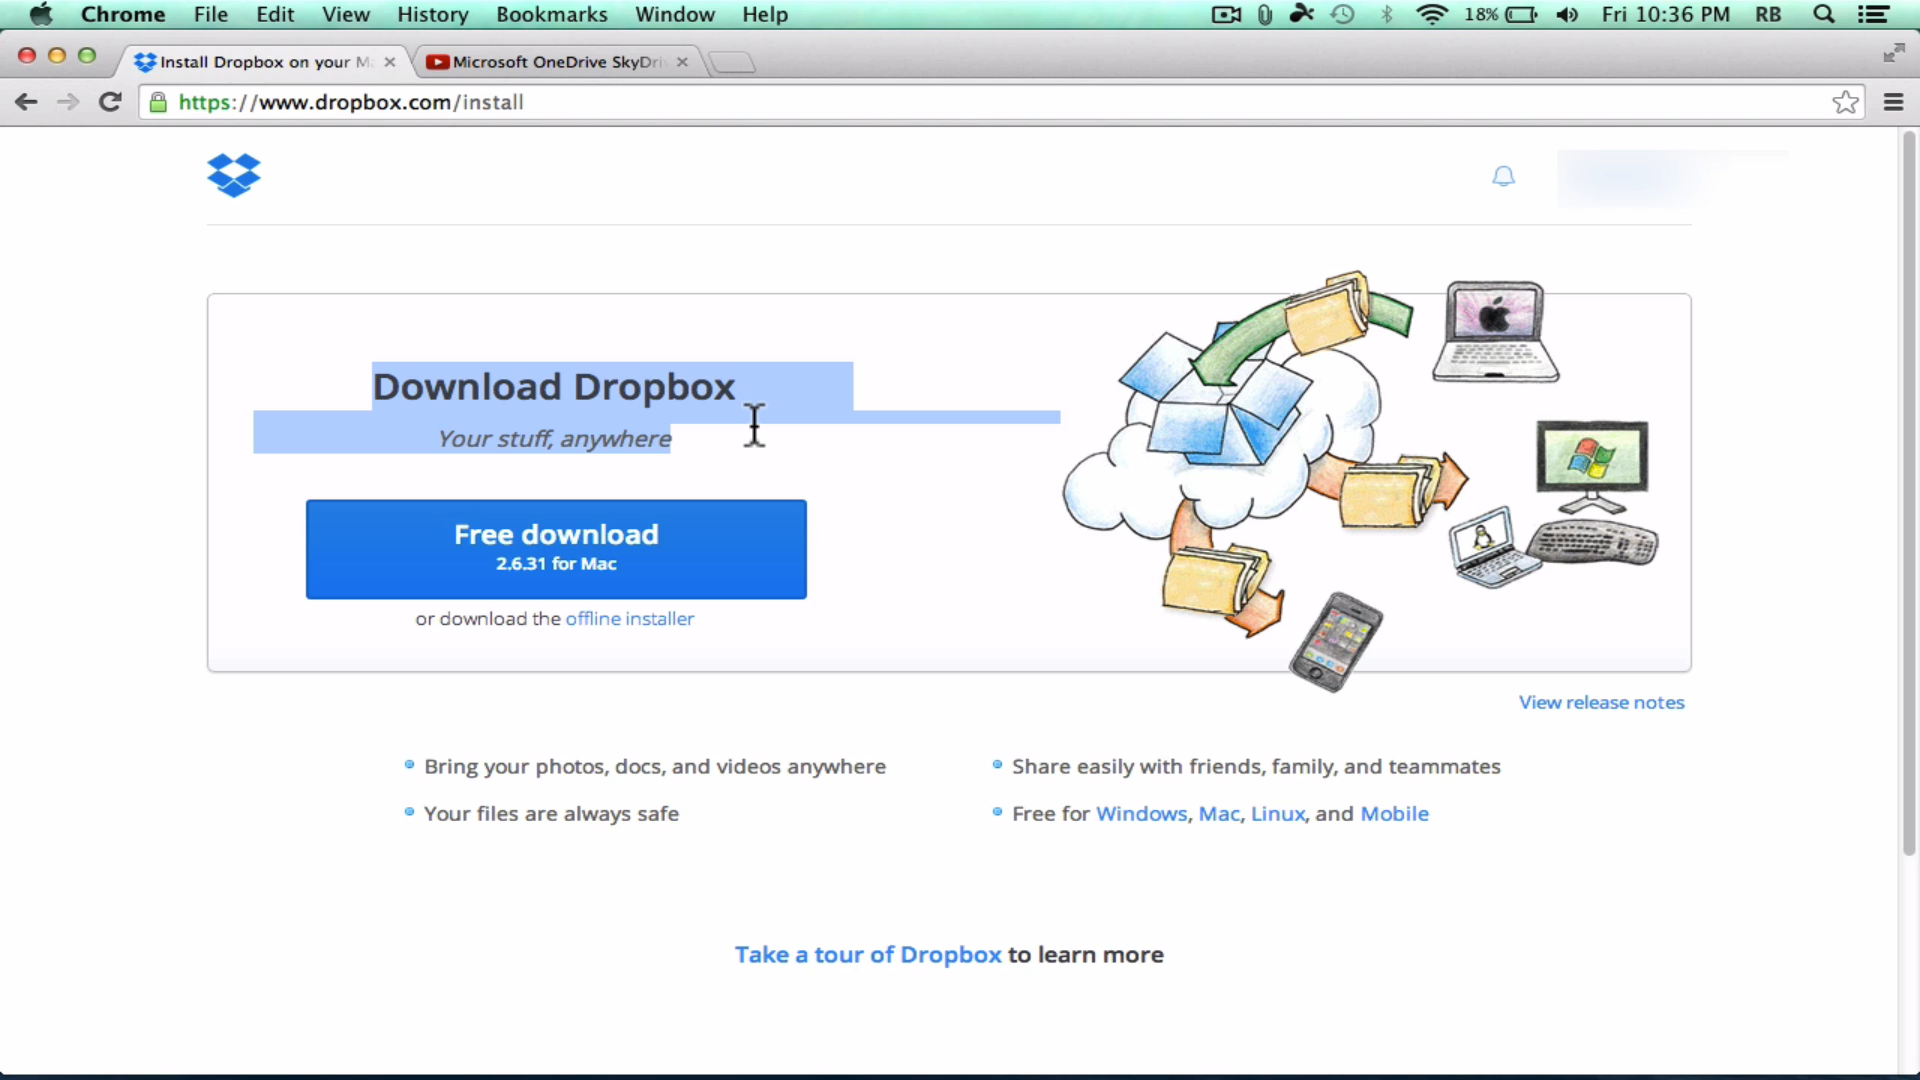 Chrome File Edit View History Bookmarks Window Help 18% Fri 10:36 PM RB
Install Dropbox on your M Microsoft OneDrive SkyDri
https://www.dropbox.com/install
Download Dropbox
Your stuff, anywhere
Free download
2.6.31 for Mac
or download the offline installer
View release notes
Bring your photos, docs, and videos anywhere
Share easily with friends, family, and teammates
Your files are always safe
Free for Windows, Mac, Linux, and Mobile
Take a tour of Dropbox to learn more